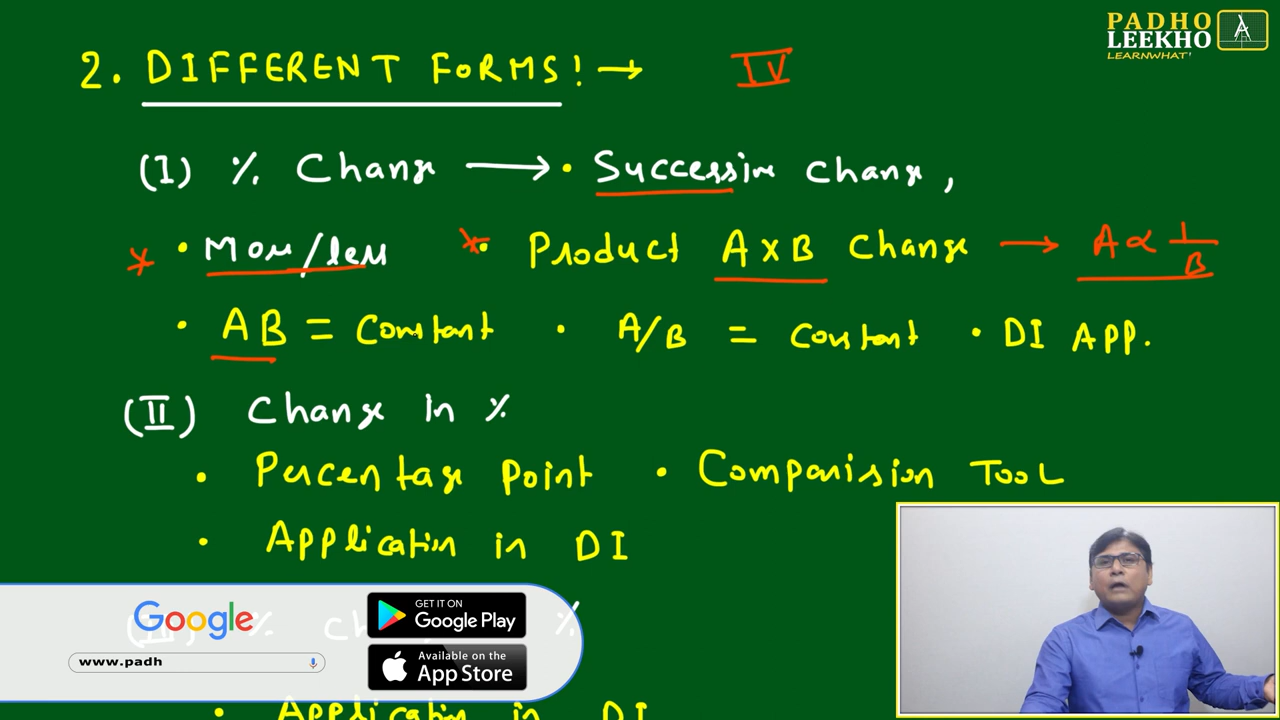 PADHO
LEEKHO
LEARNWHAT'
2. DIFFERENT FORMS! → IV
(I) % Change → • Successive change,
• More/less • Product A x B Change → A ∝ 1/B
• AB = Constant • A/B = Constant • DI APP.
(II) Change in %
• Percentage Point • Comparision TOOL
• Application in DI
% %
Google
www.padh
GET IT ON
Google Play
Available on the
App Store
• Application in DI